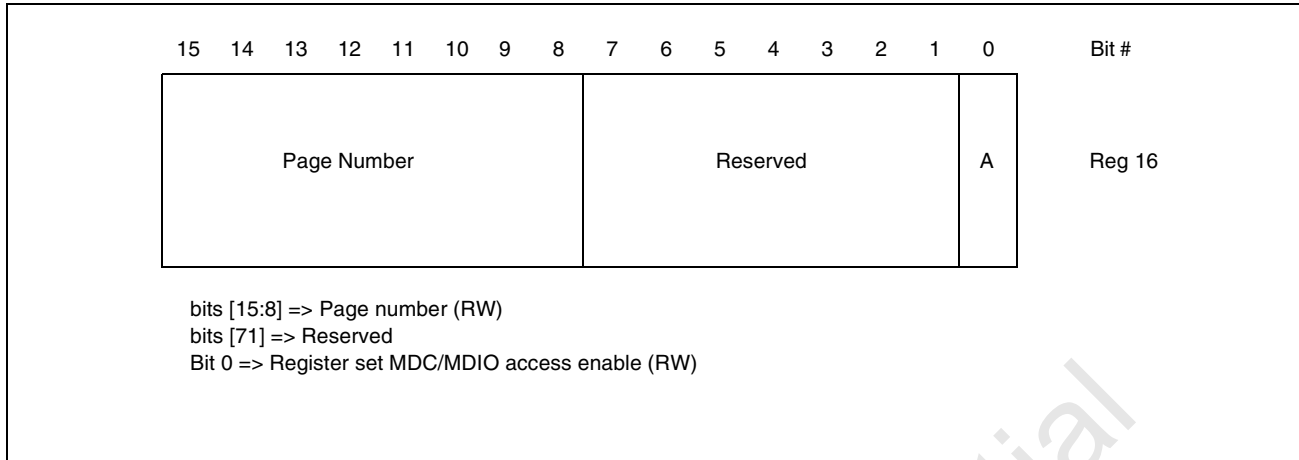 15 14 13 12 11 10 9 8 7 6 5 4 3 2 1 0 Bit #
Page Number Reserved A Reg 16
bits [15:8] => Page number (RW)
bits [71] => Reserved
Bit 0 => Register set MDC/MDIO access enable (RW)